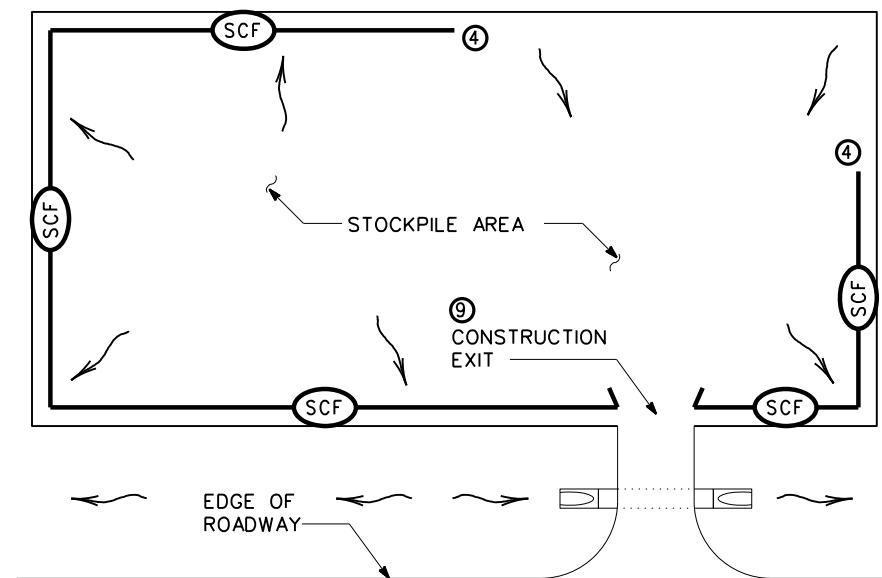 SCF
4
4
SCF
STOCKPILE AREA
SCF
9
CONSTRUCTION
EXIT
SCF
SCF
EDGE OF
ROADWAY